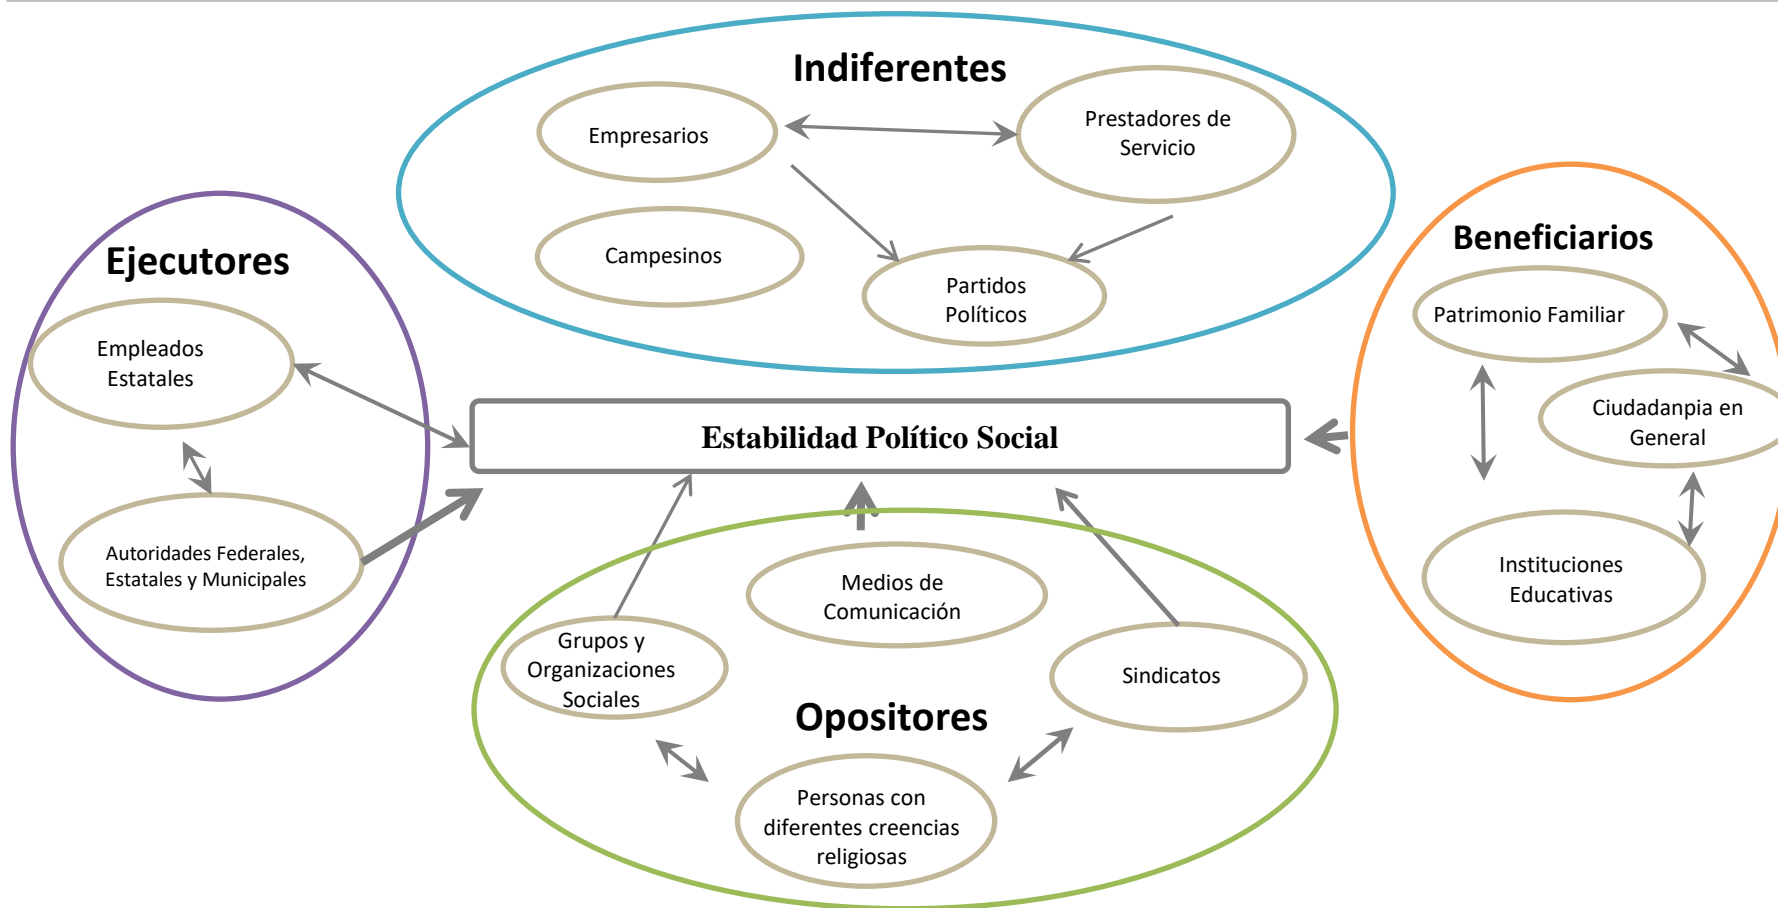 Indiferentes
Empresarios
Prestadores de
Servicio
Campesinos
Partidos
Políticos
Ejecutores
Empleados
Estatales
Autoridades Federales,
Estatales y Municipales
Beneficiarios
Patrimonio Familiar
Ciudadanpia en
General
Instituciones
Educativas
Estabilidad Político Social
Medios de
Comunicación
Grupos y
Organizaciones
Sociales
Sindicatos
Opositores
Personas con
diferentes creencias
religiosas